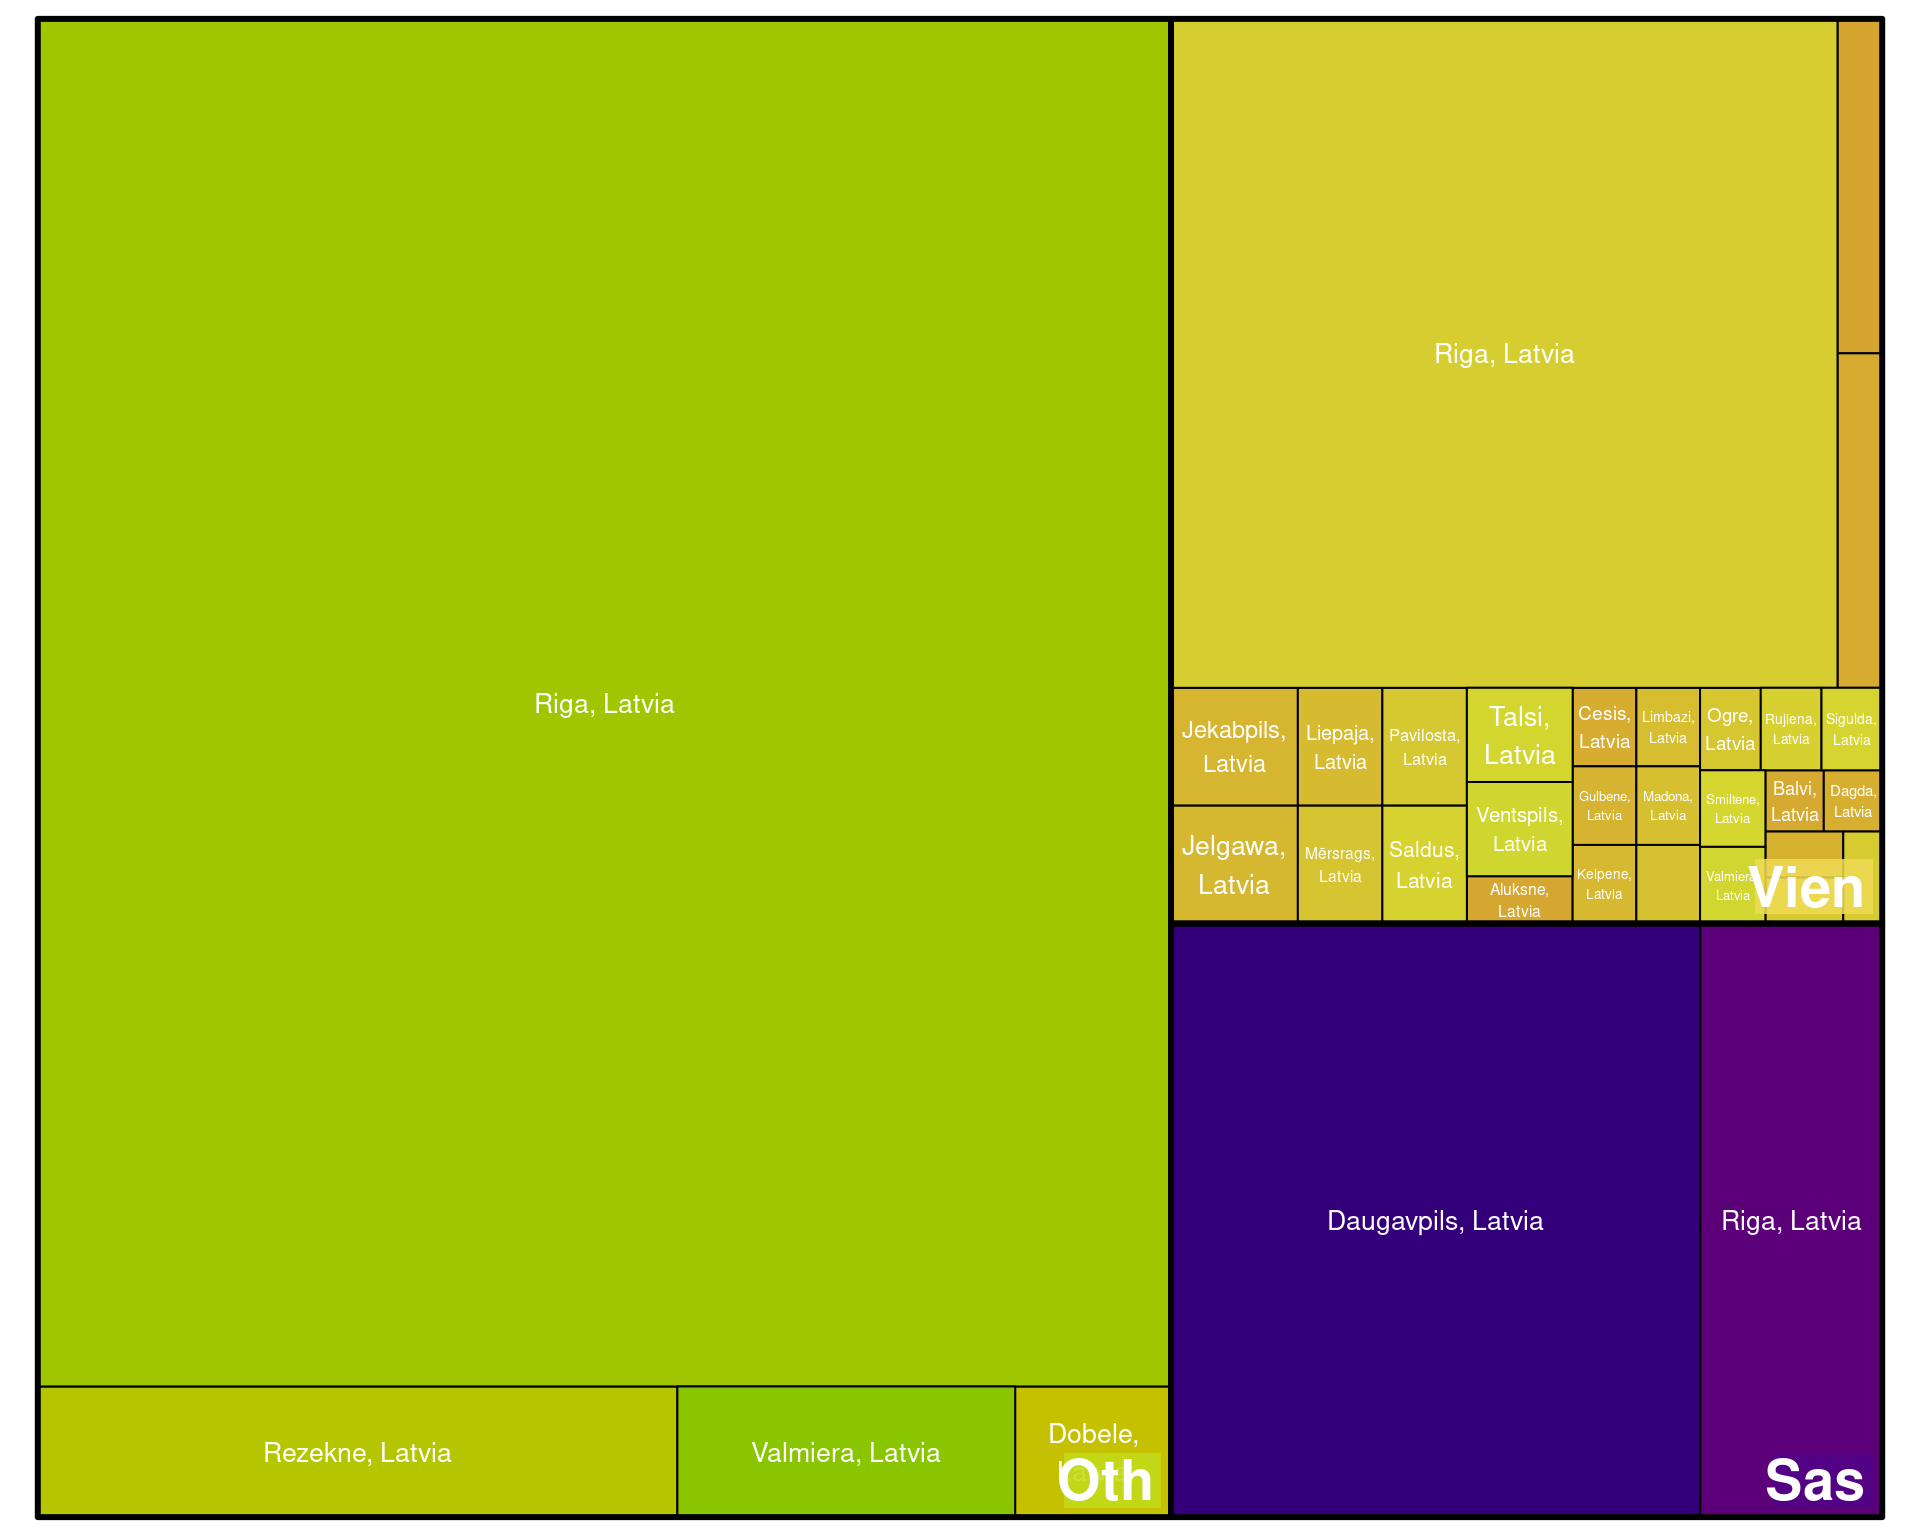 Riga, Latvia
Rezekne, Latvia
Valmiera, Latvia
Dobele,
Oth
Riga, Latvia
Jekabpils,
Latvia
Jelgawa,
Latvia
Liepaja,
Latvia
Mērsrags,
Latvia
Pavilosta,
Latvia
Saldus,
Latvia
Talsi,
Latvia
Ventspils,
Latvia
Aluksne,
Latvia
Cesis,
Latvia
Gulbene,
Latvia
Keipene,
Latvia
Limbazi,
Latvia
Madona,
Latvia
Ogre,
Latvia
Rujiena,
Latvia
Sigulda,
Latvia
Smiltene,
Latvia
Valmiera
Latvia
Balvi,
Latvia
Dagda,
Latvia
Vien
Daugavpils, Latvia
Riga, Latvia
Sas